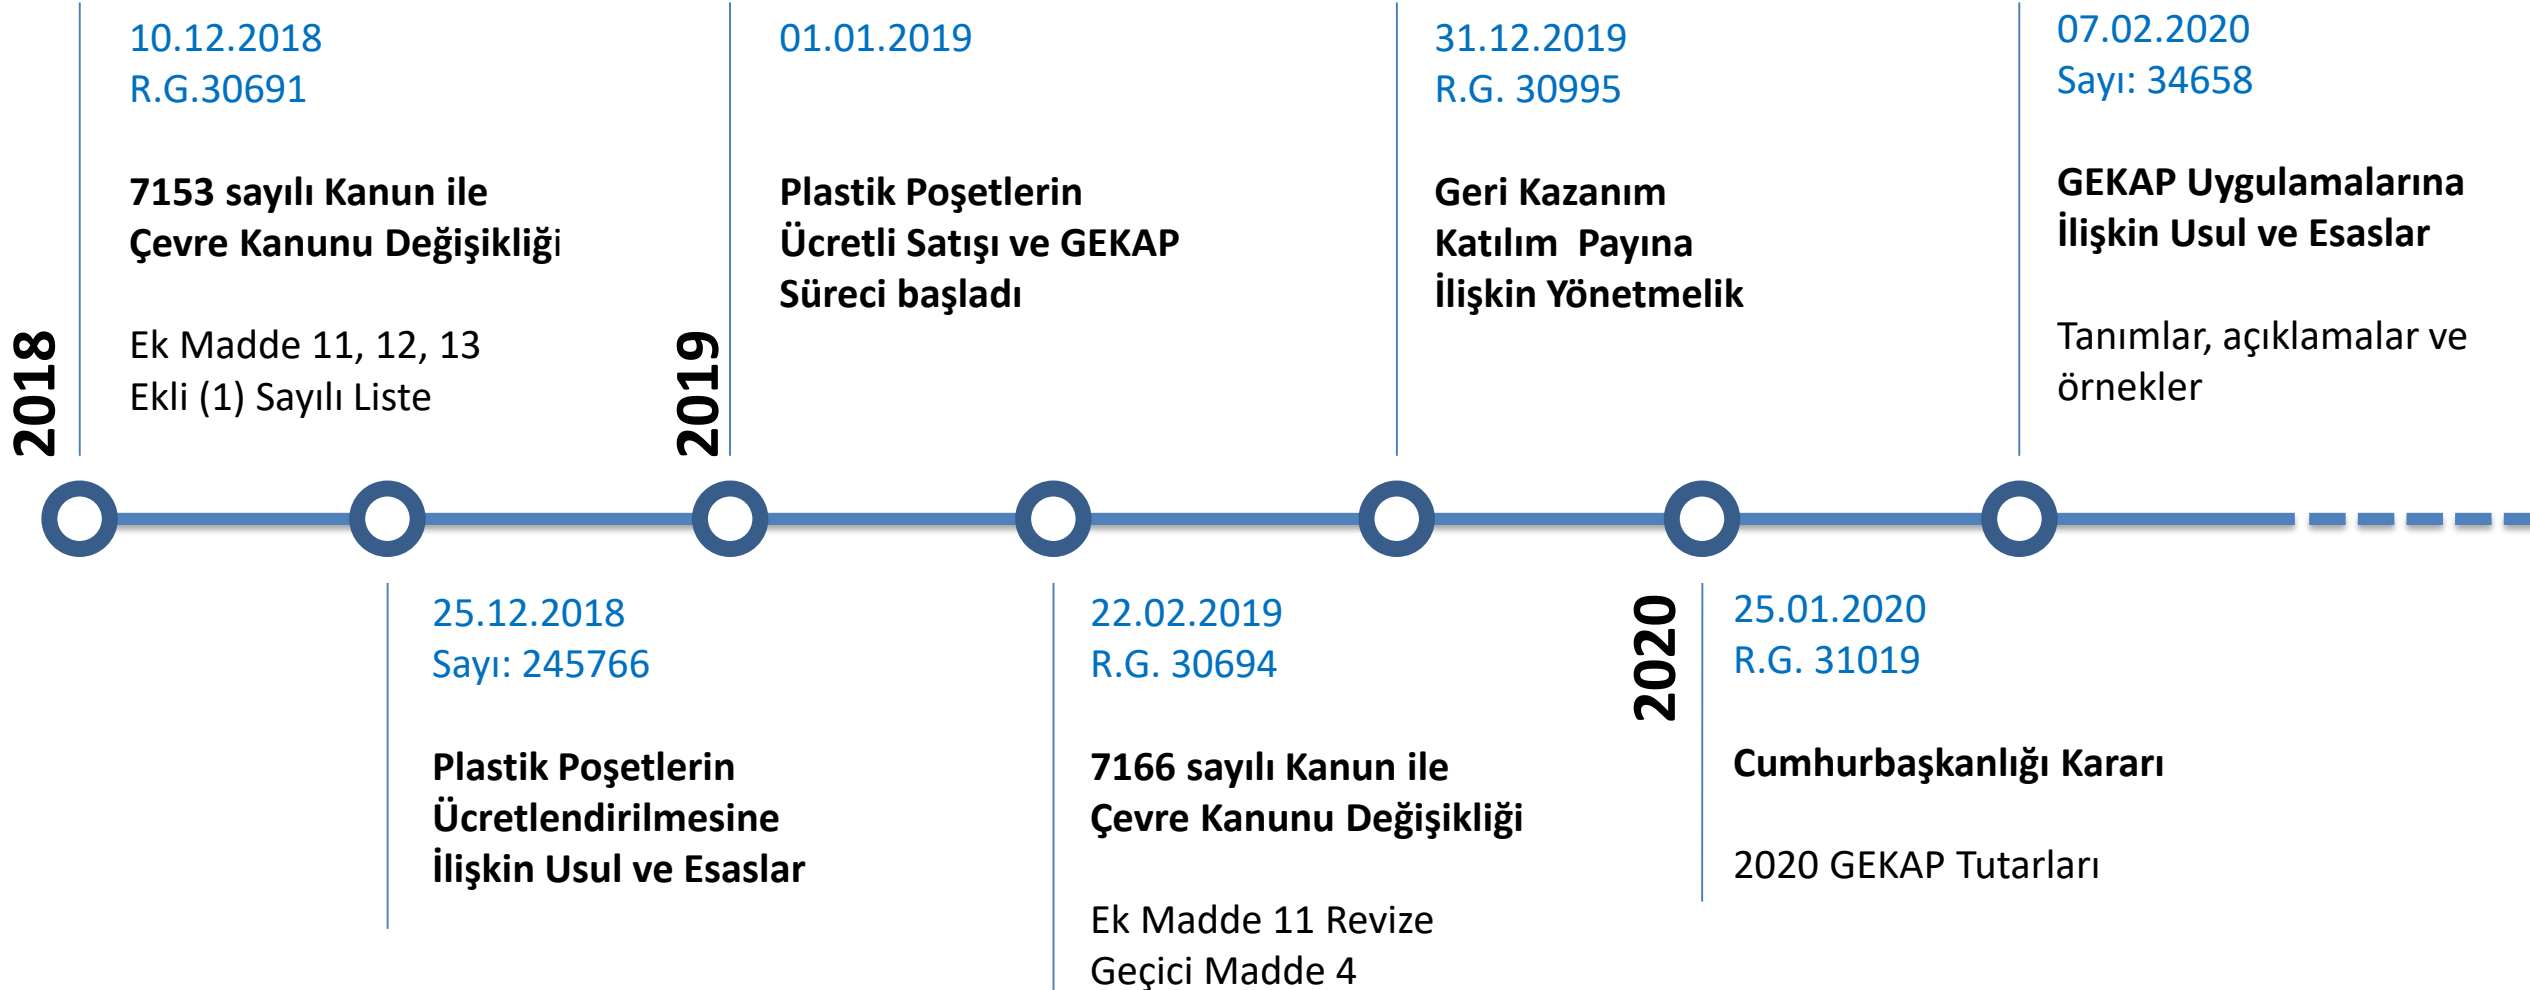 2018
10.12.2018
R.G.30691
7153 sayılı Kanun ile
Çevre Kanunu Değişikliği
Ek Madde 11, 12, 13
Ekli (1) Sayılı Liste
25.12.2018
Sayı: 245766
Plastik Poşetlerin
Ücretlendirilmesine
İlişkin Usul ve Esaslar
2019
01.01.2019
Plastik Poşetlerin
Ücretli Satışı ve GEKAP
Süreci başladı
22.02.2019
R.G. 30694
7166 sayılı Kanun ile
Çevre Kanunu Değişikliği
Ek Madde 11 Revize
Geçici Madde 4
31.12.2019
R.G. 30995
Geri Kazanım
Katılım Payına
İlişkin Yönetmelik
2020
25.01.2020
R.G. 31019
Cumhurbaşkanlığı Kararı
2020 GEKAP Tutarları
07.02.2020
Sayı: 34658
GEKAP Uygulamalarına
İlişkin Usul ve Esaslar
Tanımlar, açıklamalar ve
örnekler